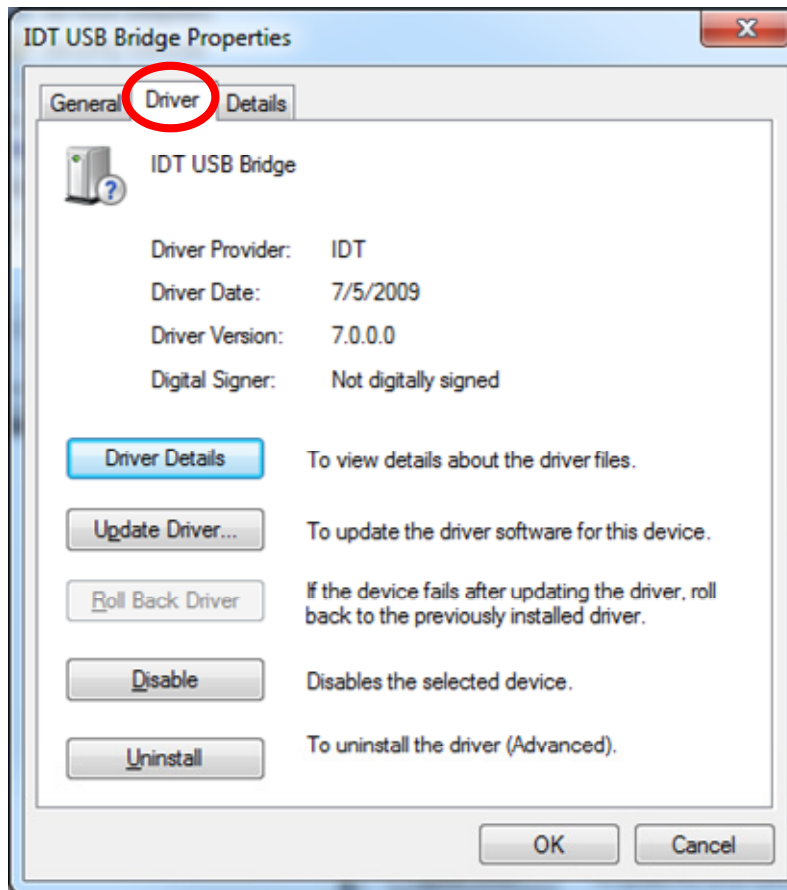 IDT USB Bridge Properties
General Driver Details
IDT USB Bridge
Driver Provider: IDT
Driver Date: 7/5/2009
Driver Version: 7.0.0.0
Digital Signer: Not digitally signed
Driver Details To view details about the driver files.
Update Driver... To update the driver software for this device.
Roll Back Driver If the device fails after updating the driver, roll
back to the previously installed driver.
Disable Disables the selected device.
Uninstall To uninstall the driver (Advanced).
OK Cancel